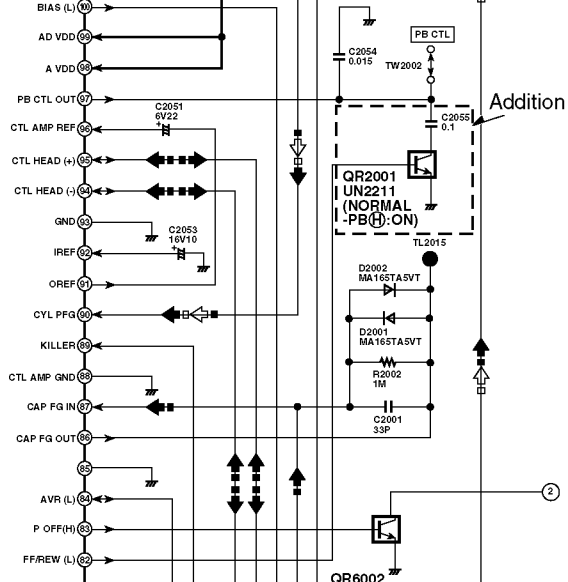 BIAS (L) 100
AD VDD 99
A VDD 98
PB CTL OUT 97
CTL AMP REF 96
CTL HEAD (+) 95
CTL HEAD (-) 94
GND 93
IREF 92
OREF 91
CYL PFG 90
KILLER 89
CTL AMP GND 88
CAP FG IN 87
CAP FG OUT 86
85
AVR (L) 84
P OFF(H) 83
FF/REW (L) 82
C2051
6V22
C2053
16V10
C2054
0.015
PB CTL
TW2002
C2055
0.1
Addition
QR2001
UN2211
(NORMAL
-PB H :ON)
TL2015
D2002
MA165TA5VT
D2001
MA165TA5VT
R2002
1M
C2001
33P
2
QR6002